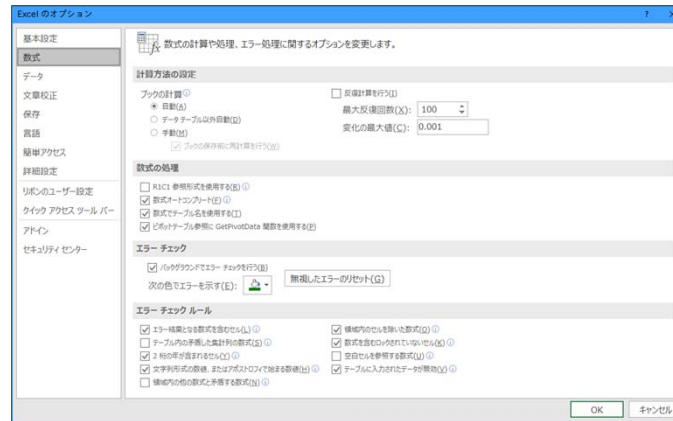 Excel のオプション
?
基本設定
数式
データ
文章校正
保存
言語
簡単アクセス
詳細設定
リボンのユーザー設定
クイック アクセス ツール バー
アドイン
セキュリティ センター
数式の計算や処理、エラー処理に関するオプションを変更します。
計算方法の設定
ブックの計算
自動(A)
データ テーブル以外自動(D)
手動(M)
ブックの保存前に再計算を行う(W)
反復計算を行う(I)
最大反復回数(X): 100
変化の最大値(C): 0.001
数式の処理
R1C1 参照形式を使用する(R)
数式オートコンプリート(F)
数式でテーブル名を使用する(T)
ピボットテーブル参照に GetPivotData 関数を使用する(P)
エラー チェック
バックグラウンドでエラー チェックを行う(B)
次の色でエラーを示す(E):
無視したエラーのリセット(G)
エラー チェック ルール
エラー結果となる数式を含むセル(L)
テーブル内の矛盾した集計列の数式(S)
2 桁の年が含まれるセル(Y)
文字列形式の数値、またはアポストロフィで始まる数値(H)
領域内の他の数式と矛盾する数式(N)
領域内のセルを除いた数式(O)
数式を含むロックされていないセル(K)
空白セルを参照する数式(U)
テーブルに入力されたデータが無効(V)
OK
キャンセル